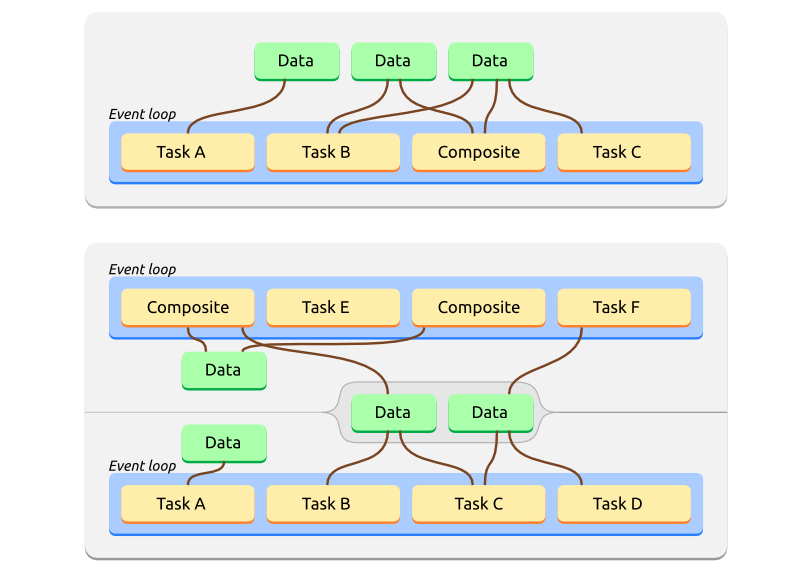 Data Data Data
Event loop
Task A Task B Composite Task C
Event loop
Composite Task E Composite Task F
Data
Data Data
Data
Event loop
Task A Task B Task C Task D